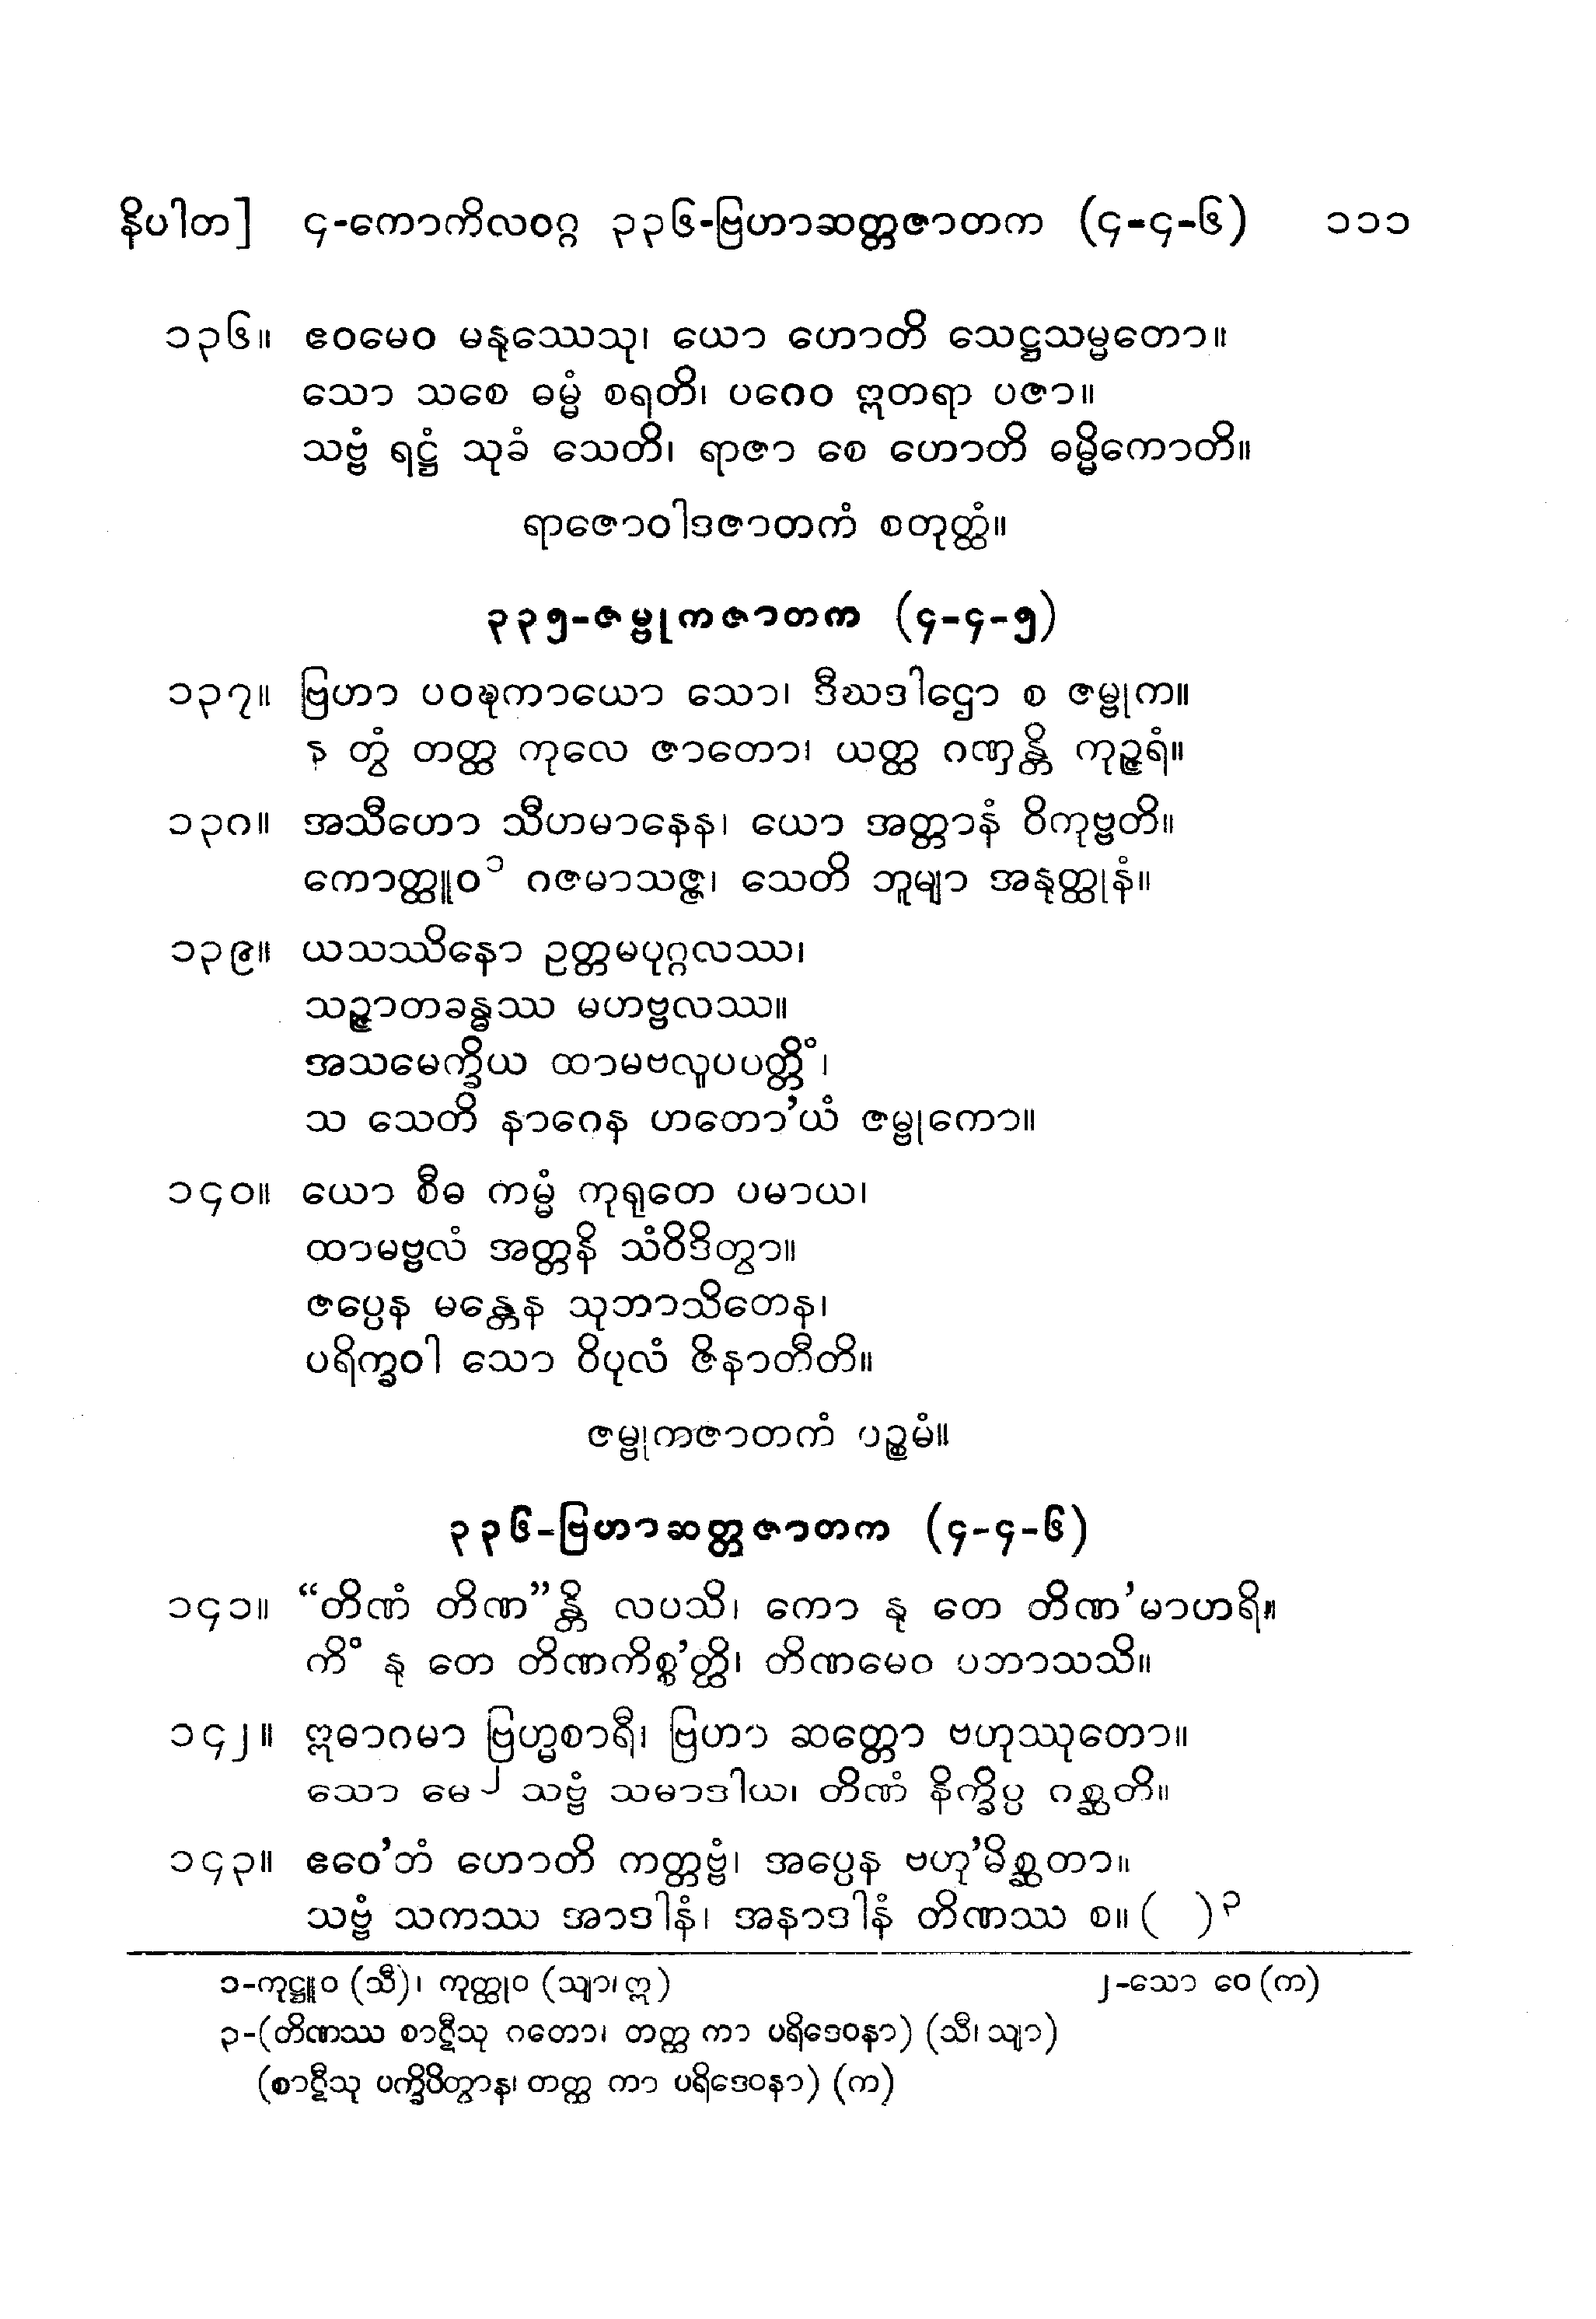 နိပါတ] ၄-ကောကိလဝဂ္ဂ ၃၃၆-ဗြဟာဆတ္တဇာတက (၄-၄-၆) ၁၁၁
၁၃၆။ ဧဝမေဝ မနုဿေသု၊ ယော ဟောတိ သေဋ္ဌသမ္မတော။
သော သစေ ဓမ္မံ စရတိ၊ ပဂေဝ ဣတရာ ပဇာ။
သဗ္ဗံ ရဋ္ဌံ သုခံ သေတိ၊ ရာဇာ စေ ဟောတိ ဓမ္မိကောတိ။
ရာဇောဝါဒဇာတကံ စတုတ္ထံ။
၃၃၅-ဇမ္ဗုကဇာတက (၄-၄-၅)
၁၃၇။ ဗြဟာ ပဝဍ္ဎကာယော သော၊ ဒီဃဒါဌော စ ဇမ္ဗုက။
န တွံ တတ္ထ ကုလေ ဇာတော၊ ယတ္ထ ဂဏှန္တိ ကုဉ္ဇရံ။
၁၃၈။ အသီဟော သီဟမာနေန၊ ယော အတ္တာနံ ဝိကုဗ္ဗတိ။
ကောတ္ထူဝ၁ ဂဇမာသဇ္ဇ၊ သေတိ ဘူမျာ အနုတ္ထုနံ။
၁၃၉။ ယသဿိနော ဥတ္တမပုဂ္ဂလဿ၊
သဉ္ဇာတခန္ဓဿ မဟဗ္ဗလဿ။
အသမေက္ခိယ ထာမဗလူပပတ္တိံ၊
သ သေတိ နာဂေန ဟတော’ယံ ဇမ္ဗုကော။
၁၄၀။ ယော စီဓ ကမ္မံ ကုရုတေ ပမာယ၊
ထာမဗ္ဗလံ အတ္တနိ သံဝိဒိတွာ။
ဇပ္ပေန မန္တေန သုဘာသိတေန၊
ပရိက္ခဝါ သော ဝိပုလံ ဇိနာတီတိ။
ဇမ္ဗုကဇာတကံ ပဉ္စမံ။
၃၃၆-ဗြဟာဆတ္တဇာတက (၄-၄-၆)
၁၄၁။ “တိဏံ တိဏ”န္တိ လပသိ၊ ကော နု တေ တိဏ’မာဟရိ။
ကိံ နု တေ တိဏကိစ္စ’တ္ထိ၊ တိဏမေဝ ပဘာသသိ။
၁၄၂။ ဣဓာဂမာ ဗြဟ္မစာရီ၊ ဗြဟာ ဆတ္တော ဗဟုဿုတော။
သော မေ၂ သဗ္ဗံ သမာဒါယ၊ တိဏံ နိက္ခိပ္ပ ဂစ္ဆတိ။
၁၄၃။ ဧဝေ’တံ ဟောတိ ကတ္တဗ္ဗံ၊ အပ္ပေန ဗဟု’မိစ္ဆတာ။
သဗ္ဗံ သကဿ အာဒါနံ၊ အနာဒါနံ တိဏဿ စ။ ( )၃
၁-ကုဋ္ဌူဝ (သီ)၊ ကုတ္ထုဝ (သျာ၊ ဣ) ၂-သော ဝေ (က)
၃-(တိဏဿ စာဋီသု ဂတော၊ တတ္ထ ကာ ပရိဒေဝနာ) (သီ၊ သျာ)
(စာဋီသု ပက္ခိပိတွာန၊ တတ္ထ ကာ ပရိဒေဝနာ) (က)